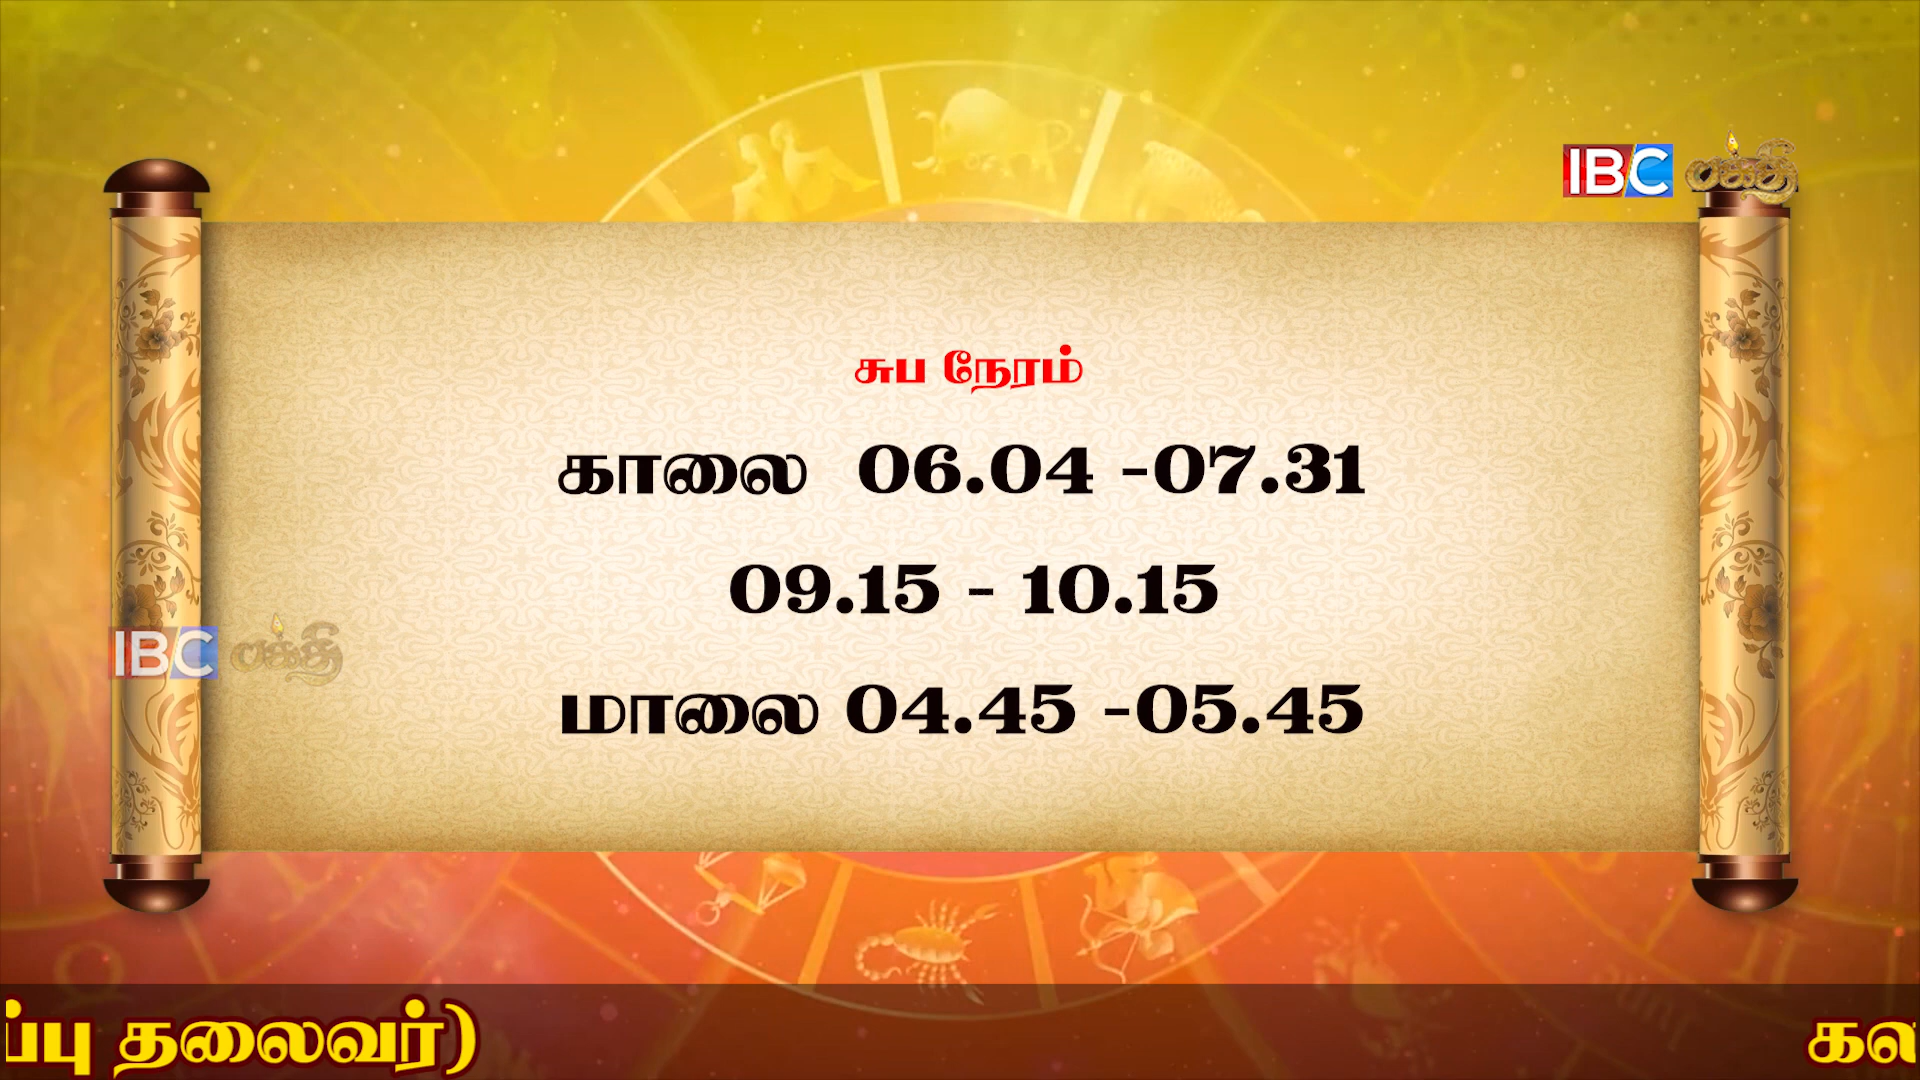 IBC பக்தி
சுப நேரம்
காலை 06.04 -07.31
09.15 - 10.15
IBC பக்தி
மாலை 04.45 -05.45
ப்பு தலைவர்)